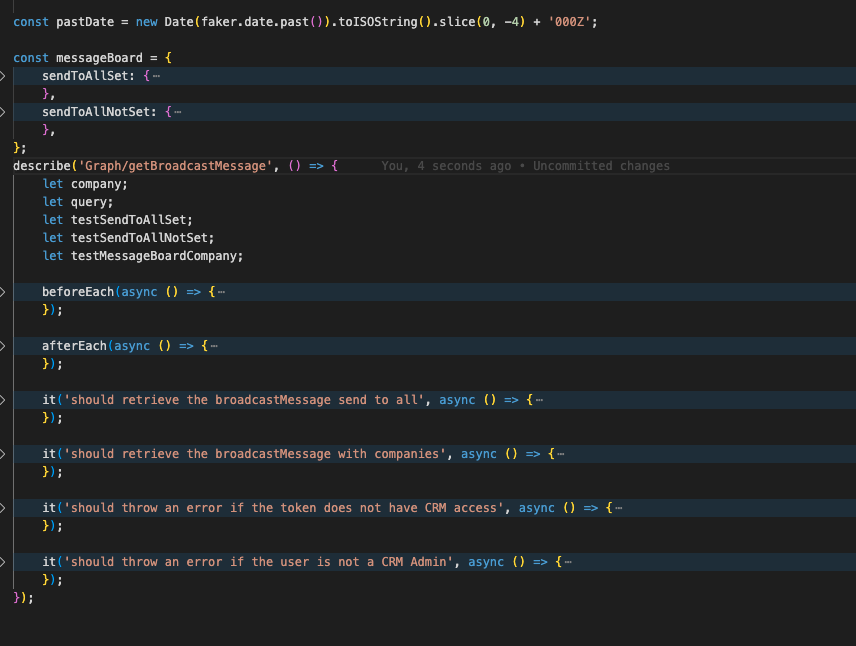 const pastDate = new Date(faker.date.past()).toISOString().slice(0, -4) + '000Z';
const messageBoard = {
sendToAllSet: {⋯
},
sendToAllNotSet: {⋯
},
};
describe('Graph/getBroadcastMessage', () => { You, 4 seconds ago • Uncommitted changes
let company;
let query;
let testSendToAllSet;
let testSendToAllNotSet;
let testMessageBoardCompany;
beforeEach(async () => {⋯
});
afterEach(async () => {⋯
});
it('should retrieve the broadcastMessage send to all', async () => {⋯
});
it('should retrieve the broadcastMessage with companies', async () => {⋯
});
it('should throw an error if the token does not have CRM access', async () => {⋯
});
it('should throw an error if the user is not a CRM Admin', async () => {⋯
});
});